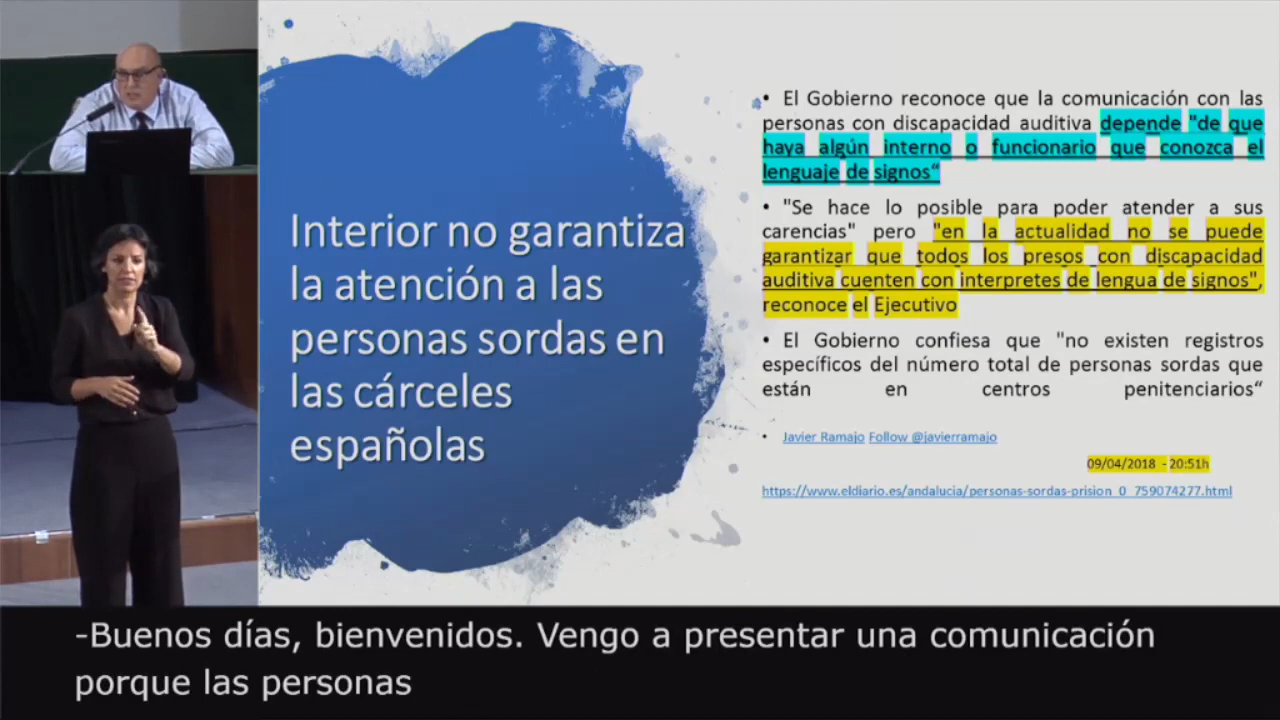 Interior no garantiza
la atención a las
personas sordas en
las cárceles
españolas
• El Gobierno reconoce que la comunicación con las
personas con discapacidad auditiva depende "de que
haya algún interno o funcionario que conozca el
lenguaje de signos“
• "Se hace lo posible para poder atender a sus
carencias" pero "en la actualidad no se puede
garantizar que todos los presos con discapacidad
auditiva cuenten con interpretes de lengua de signos",
reconoce el Ejecutivo
• El Gobierno confiesa que "no existen registros
específicos del número total de personas sordas que
están en centros penitenciarios“
• Javier Ramajo Follow @javierramajo
09/04/2018 - 20:51h
https://www.eldiario.es/andalucia/personas-sordas-prision_0_759074277.html
-Buenos días, bienvenidos. Vengo a presentar una comunicación
porque las personas